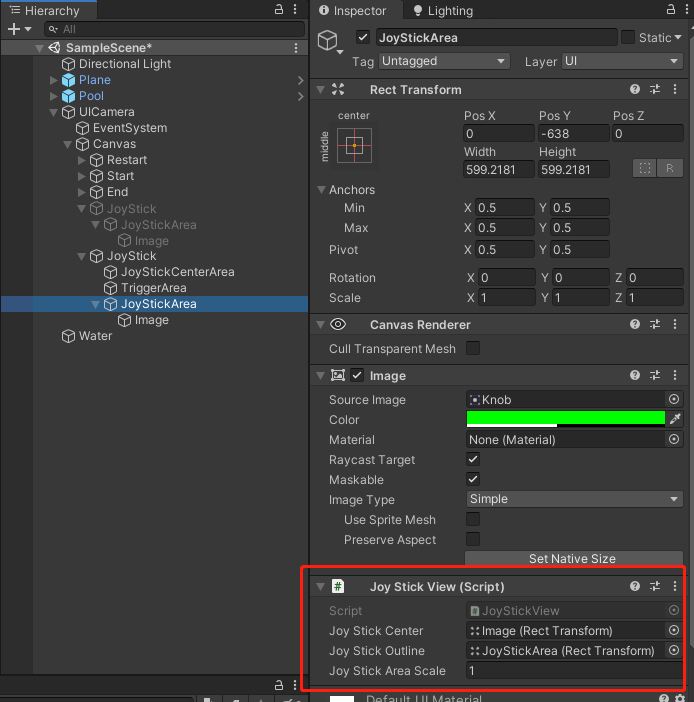 Hierarchy
All
SampleScene*
Directional Light
Plane
Pool
UICamera
EventSystem
Canvas
Restart
Start
End
JoyStick
JoyStickArea
Image
JoyStick
JoyStickCenterArea
TriggerArea
JoyStickArea
Image
Water
Inspector Lighting
JoyStickArea Static
Tag Untagged Layer UI
Rect Transform
center Pos X Pos Y Pos Z
middle 0 -638 0
Width Height
599.2181 599.2181 R
Anchors
Min X 0.5 Y 0.5
Max X 0.5 Y 0.5
Pivot X 0.5 Y 0.5
Rotation X 0 Y 0 Z 0
Scale X 1 Y 1 Z 1
Canvas Renderer
Cull Transparent Mesh
Image
Source Image Knob
Color
Material None (Material)
Raycast Target
Maskable
Image Type Simple
Use Sprite Mesh
Preserve Aspect
Set Native Size
# Joy Stick View (Script)
Script # JoyStickView
Joy Stick Center Image (Rect Transform)
Joy Stick Outline JoyStickArea (Rect Transform)
Joy Stick Area Scale 1
Default UI Material